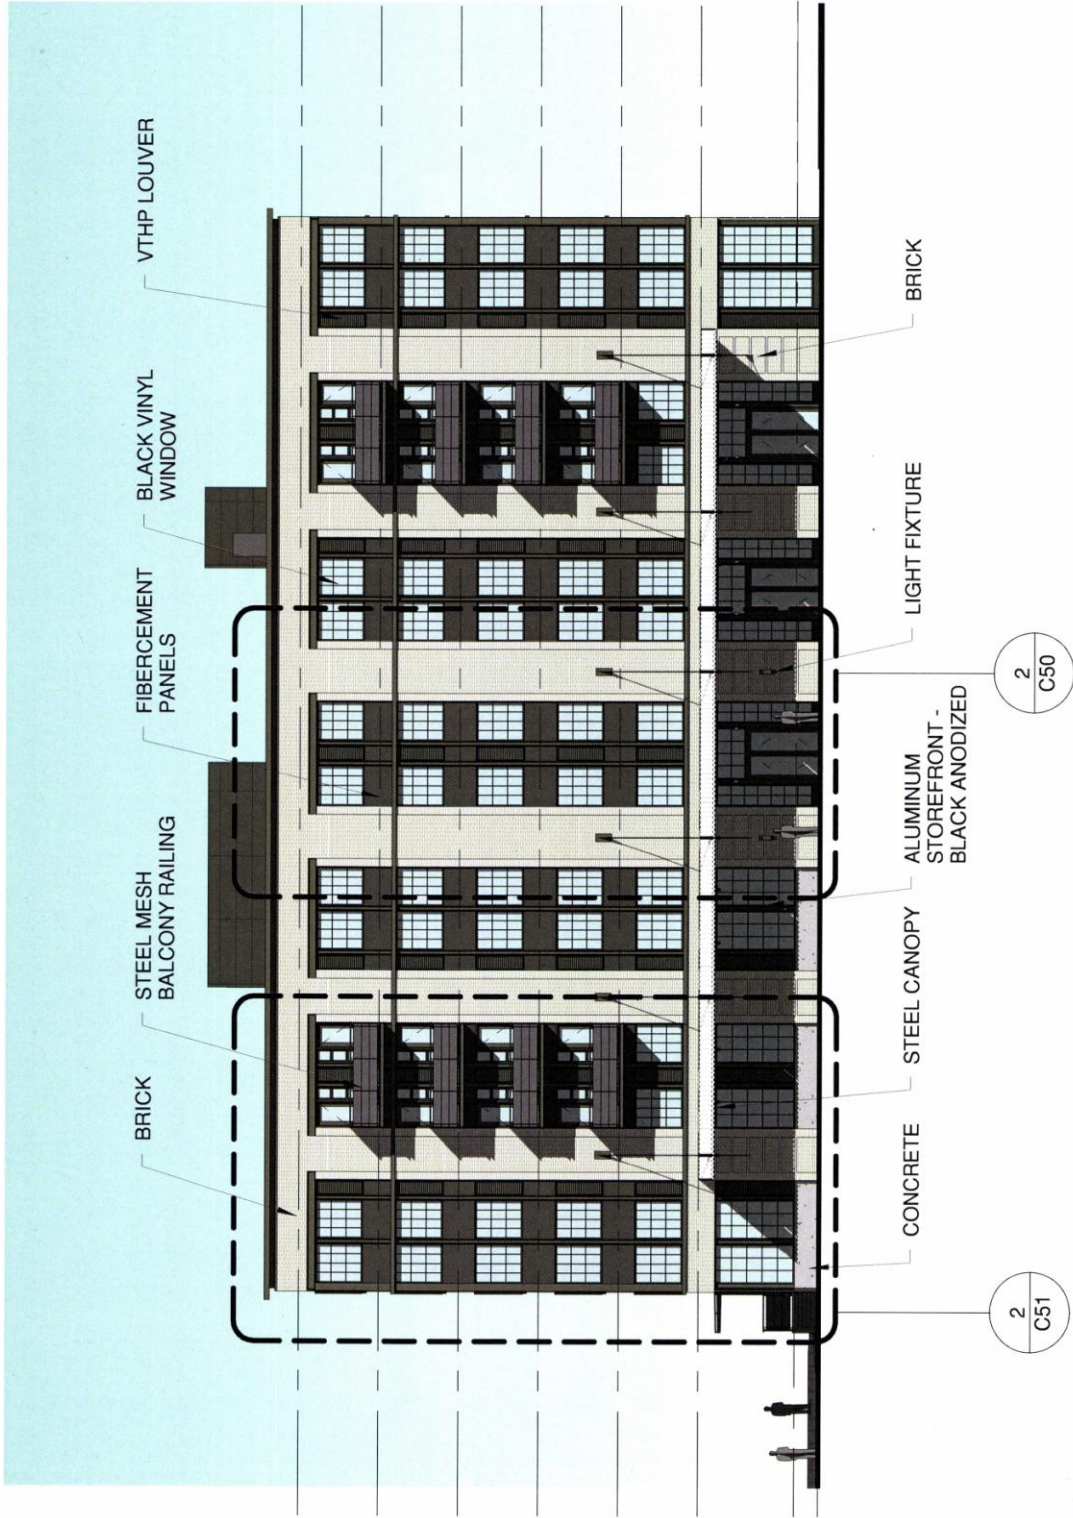 BRICK
STEEL MESH
BALCONY RAILING
FIBERCEMENT
PANELS
BLACK VINYL
WINDOW
VTHP LOUVER
CONCRETE
STEEL CANOPY
ALUMINUM
STOREFRONT -
BLACK ANODIZED
LIGHT FIXTURE
BRICK
2
C51
2
C50